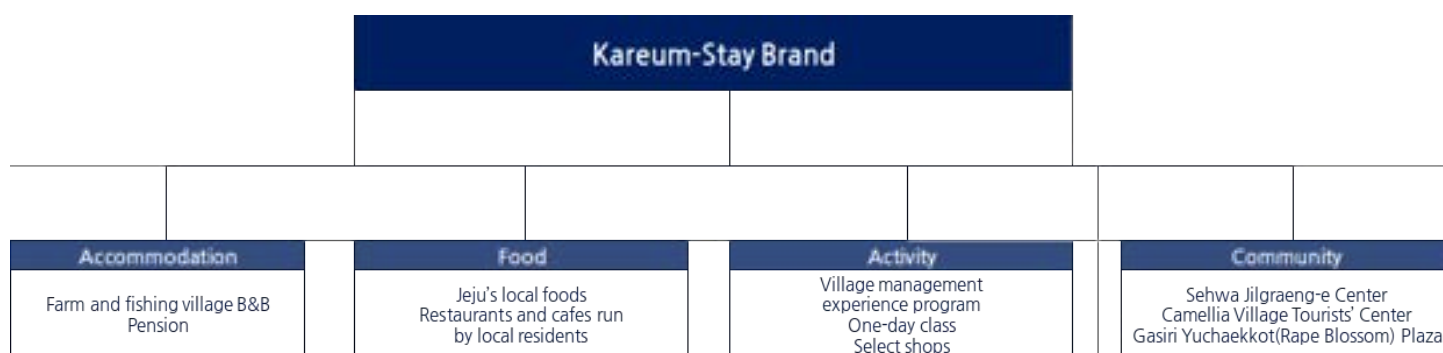 Kareum-Stay Brand
Accommodation
Farm and fishing village B&B
Pension
Food
Jeju's local foods
Restaurants and cafes run
by local residents
Activity
Village management
experience program
One-day class
Select shops
Community
Sehwa Jilgraeng-e Center
Camellia Village Tourists' Center
Gasiri Yuchaekkot(Rape Blossom) Plaza